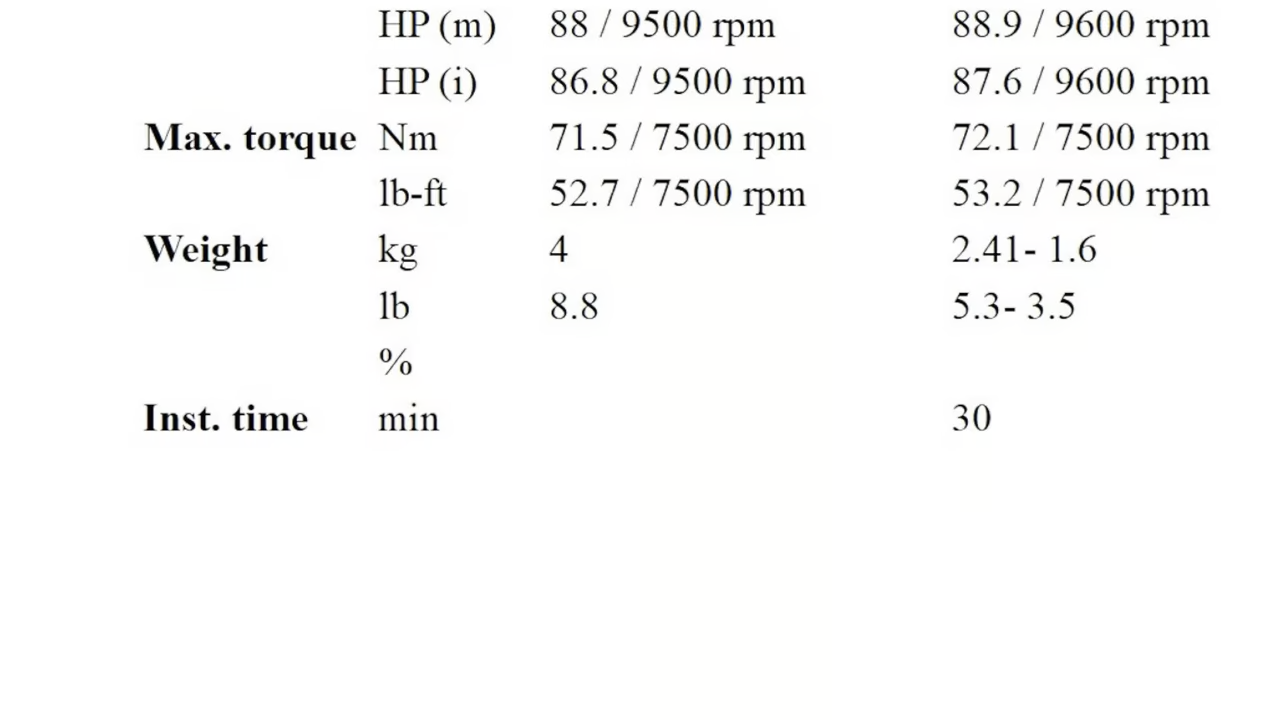 HP (m) 88 / 9500 rpm 88.9 / 9600 rpm
HP (i) 86.8 / 9500 rpm 87.6 / 9600 rpm
Max. torque Nm 71.5 / 7500 rpm 72.1 / 7500 rpm
lb-ft 52.7 / 7500 rpm 53.2 / 7500 rpm
Weight kg 4 2.41- 1.6
lb 8.8 5.3- 3.5
%
Inst. time min 30